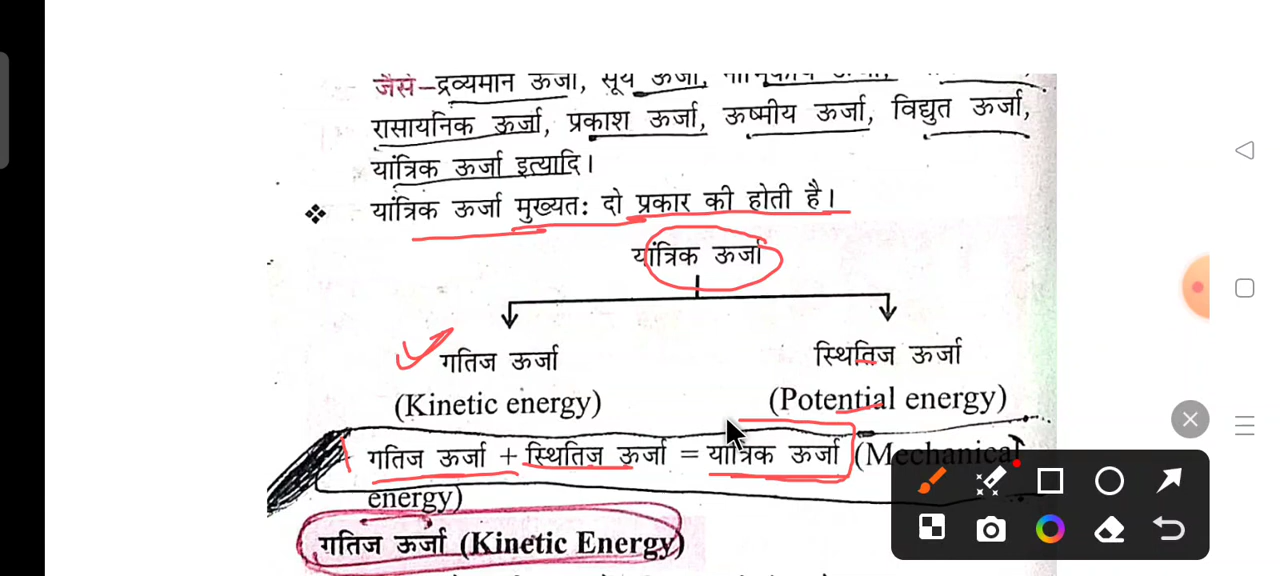 जैसे–द्रव्यमान ऊर्जा, सूर्य ऊर्जा,
रासायनिक ऊर्जा, प्रकाश ऊर्जा, ऊष्मीय ऊर्जा, विद्युत ऊर्जा,
यांत्रिक ऊर्जा इत्यादि।
❖ यांत्रिक ऊर्जा मुख्यत: दो प्रकार की होती है।
यांत्रिक ऊर्जा
गतिज ऊर्जा स्थितिज ऊर्जा
(Kinetic energy) (Potential energy)
गतिज ऊर्जा + स्थितिज ऊर्जा = यांत्रिक ऊर्जा (Mechanical
energy)
गतिज ऊर्जा (Kinetic Energy)